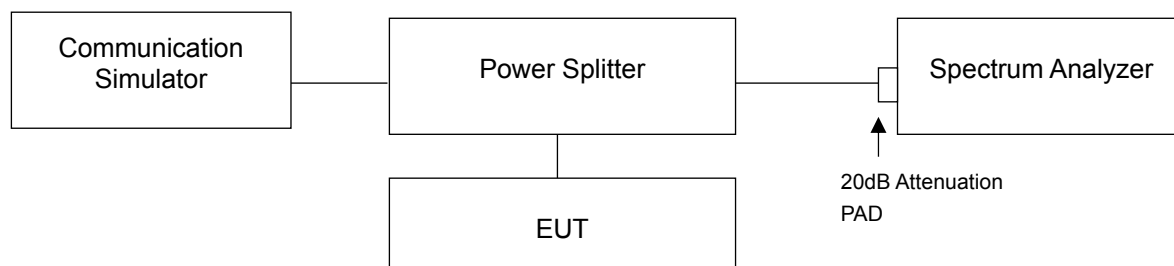 Communication
Simulator
Power Splitter
Spectrum Analyzer
20dB Attenuation
PAD
EUT